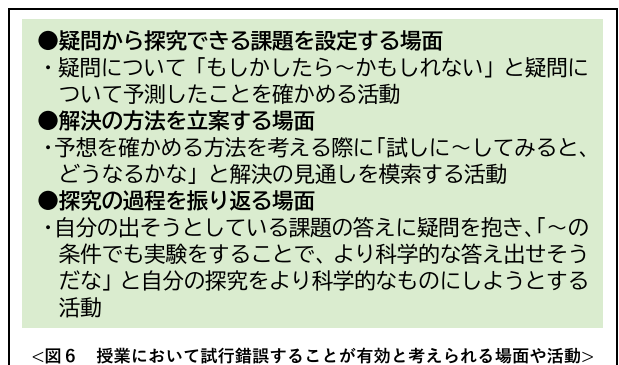 ●疑問から探究できる課題を設定する場面
・疑問について「もしかしたら～かもしれない」と疑問に
ついて予測したことを確かめる活動
●解決の方法を立案する場面
・予想を確かめる方法を考える際に「試しに～してみると、
どうなるかな」と解決の見通しを模索する活動
●探究の過程を振り返る場面
・自分の出そうとしている課題の答えに疑問を抱き、「～の
条件でも実験をすることで、より科学的な答え出せそう
だな」と自分の探究をより科学的なものにしようとする
活動
<図６　授業において試行錯誤することが有効と考えられる場面や活動>